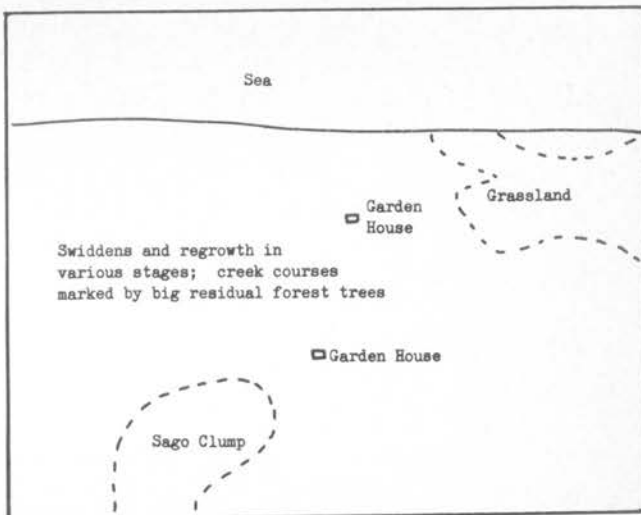 Sea
Garden
House
Grassland
Swiddens and regrowth in
various stages; creek courses
marked by big residual forest trees
Garden House
Sago Clump